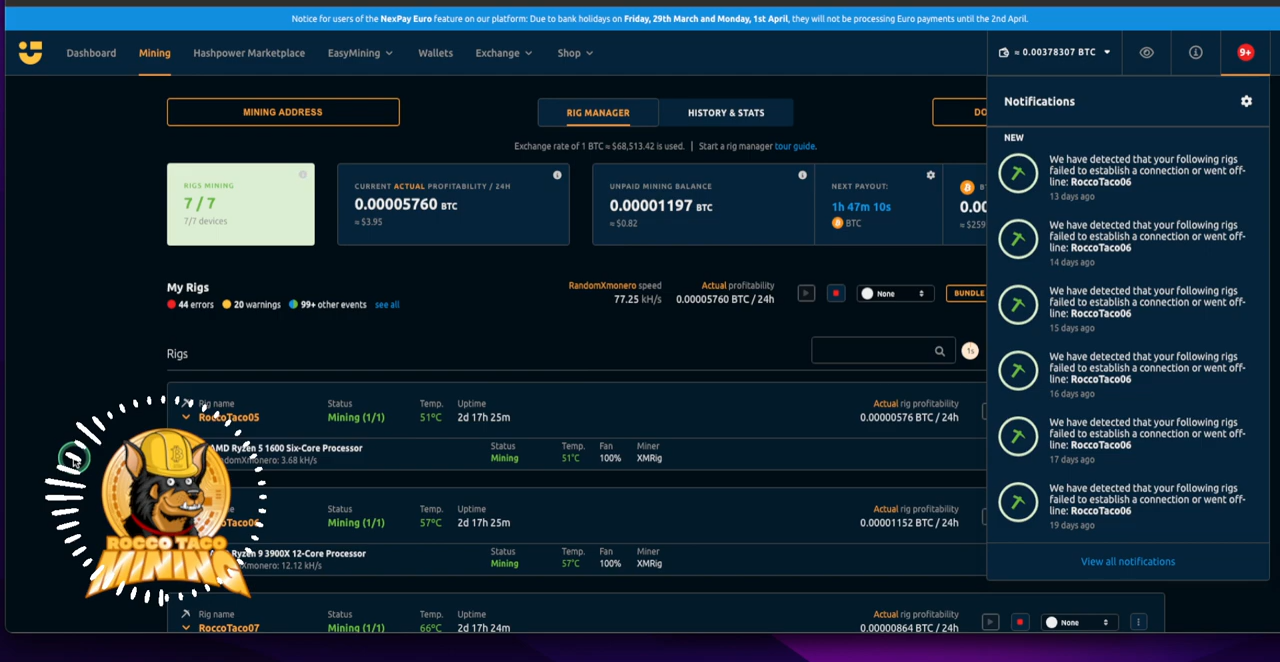 Notice for users of the NexPay Euro feature on our platform: Due to bank holidays on Friday, 29th March and Monday, 1st April, they will not be processing Euro payments until the 2nd April.
Dashboard Mining Hashpower Marketplace EasyMining Wallets Exchange Shop ≈ 0.00378307 BTC 9+
MINING ADDRESS RIG MANAGER HISTORY & STATS DO
Exchange rate of 1 BTC ≈ $68,513.42 is used. | Start a rig manager tour guide.
RIGS MINING
7 / 7
7/7 devices
CURRENT ACTUAL PROFITABILITY / 24H
0.00005760 BTC
≈ $3.95
UNPAID MINING BALANCE
0.00001197 BTC
≈ $0.82
NEXT PAYOUT:
1h 47m 10s
BTC
0.00
≈ $259
My Rigs
44 errors 20 warnings 99+ other events see all
RandomXmonero speed
77.25 kH/s
Actual profitability
0.00005760 BTC / 24h
None
BUNDLE
Rigs
1s
Rig name Status Temp. Uptime Actual rig profitability
RoccoTaco05 Mining (1/1) 51°C 2d 17h 25m 0.00000576 BTC / 24h
AMD Ryzen 5 1600 Six-Core Processor Status Temp. Fan Miner
ndomXmonero: 3.68 kH/s Mining 51°C 100% XMRig
name Status Temp. Uptime Actual rig profitability
oTaco06 Mining (1/1) 57°C 2d 17h 25m 0.00001152 BTC / 24h
Ryzen 9 3900X 12-Core Processor Status Temp. Fan Miner
Xmonero: 12.12 kH/s Mining 57°C 100% XMRig
Rig name Status Temp. Uptime Actual rig profitability
RoccoTaco07 Mining (1/1) 66°C 2d 17h 24m 0.00000864 BTC / 24h None
ROCCO TACO
MINING
Notifications
NEW
We have detected that your following rigs
failed to establish a connection or went off-
line: RoccoTaco06
13 days ago
We have detected that your following rigs
failed to establish a connection or went off-
line: RoccoTaco06
14 days ago
We have detected that your following rigs
failed to establish a connection or went off-
line: RoccoTaco06
15 days ago
We have detected that your following rigs
failed to establish a connection or went off-
line: RoccoTaco06
16 days ago
We have detected that your following rigs
failed to establish a connection or went off-
line: RoccoTaco06
17 days ago
We have detected that your following rigs
failed to establish a connection or went off-
line: RoccoTaco06
19 days ago
View all notifications